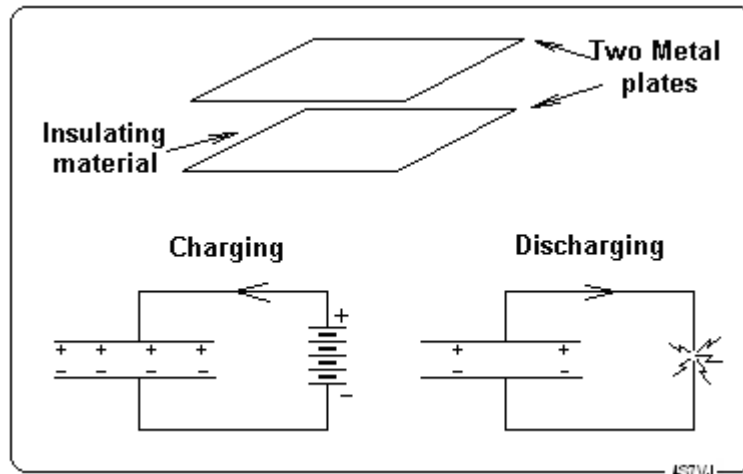 Two Metal
plates
Insulating
material
Charging
Discharging
+
+ + + +
− − − −
−
+ +
− −